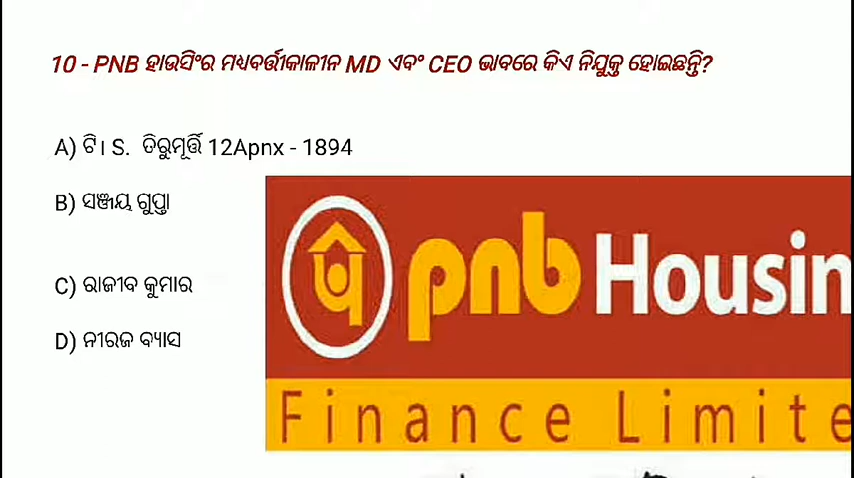 10 - PNB ହାଉସିଂର ମଧ୍ୟବର୍ତ୍ତୀକାଳୀନ MD ଏବଂ CEO ଭାବରେ କିଏ ନିଯୁକ୍ତ ହୋଇଛନ୍ତି?
A) ଟି। S. ତିରୁମୂର୍ତ୍ତି 12Apnx - 1894
B) ସଞ୍ଜୟ ଗୁପ୍ତା
C) ରାଜୀବ କୁମାର
D) ନୀରଜ ବ୍ୟାସ
pnb Housin
Finance Limite